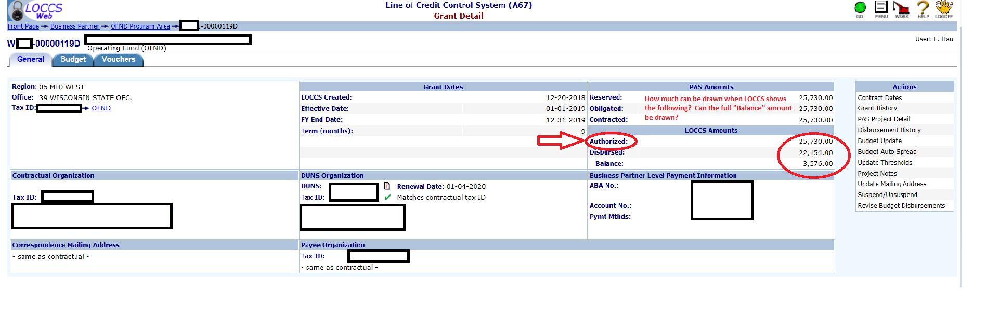 LOCCS
Web
Line of Credit Control System (A67)
Grant Detail
GO MENU WORK HELP LOGOFF
Front Page Business Partner OFND Program Area -00000119D
W -00000119D
Operating Fund (OFND)
User: E. Hau
General Budget Vouchers
Region: 05 MID WEST
Office: 39 WISCONSIN STATE OFC.
Tax ID: OFND
Grant Dates
LOCCS Created: 12-20-2018
Effective Date: 01-01-2019
FY End Date: 12-31-2019
Term (months): 9
PAS Amounts
Reserved: 25,730.00
Obligated: 25,730.00
Contracted: 25,730.00
How much can be drawn when LOCCS shows
the following? Can the full "Balance" amount
be drawn?
LOCCS Amounts
Authorized: 25,730.00
Disbursed: 22,154.00
Balance: 3,576.00
Actions
Contract Dates
Grant History
PAS Project Detail
Disbursement History
Budget Update
Budget Auto Spread
Update Thresholds
Project Notes
Update Mailing Address
Suspend/Unsuspend
Revise Budget Disbursements
Contractual Organization
Tax ID:
DUNS Organization
DUNS: Renewal Date: 01-04-2020
Tax ID: Matches contractual tax ID
Business Partner Level Payment Information
ABA No.:
Account No.:
Pymt Mthds:
Correspondence Mailing Address
- same as contractual -
Payee Organization
Tax ID:
- same as contractual -